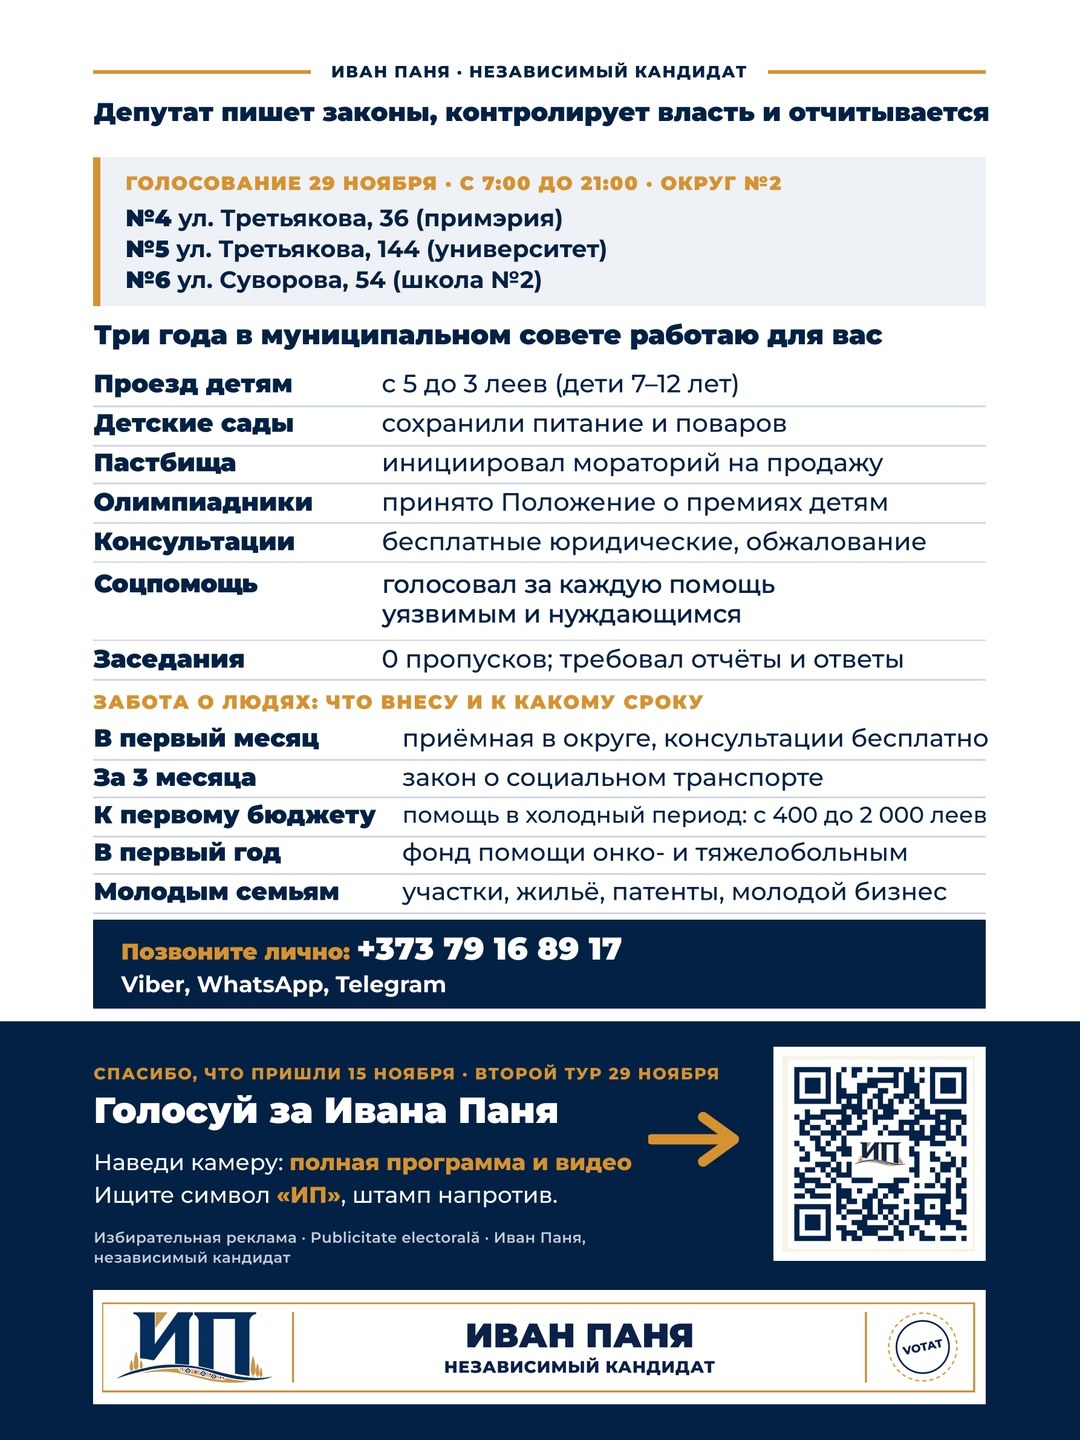 ИВАН ПАНЯ · НЕЗАВИСИМЫЙ КАНДИДАТ
Депутат пишет законы, контролирует власть и отчитывается
ГОЛОСОВАНИЕ 29 НОЯБРЯ · С 7:00 ДО 21:00 · ОКРУГ №2
№4 ул. Третьякова, 36 (примэрия)
№5 ул. Третьякова, 144 (университет)
№6 ул. Суворова, 54 (школа №2)
Три года в муниципальном совете работаю для вас
Проезд детям с 5 до 3 леев (дети 7–12 лет)
Детские сады сохранили питание и поваров
Пастбища инициировал мораторий на продажу
Олимпиадники принято Положение о премиях детям
Консультации бесплатные юридические, обжалование
Соцпомощь голосовал за каждую помощь
уязвимым и нуждающимся
Заседания 0 пропусков; требовал отчёты и ответы
ЗАБОТА О ЛЮДЯХ: ЧТО ВНЕСУ И К КАКОМУ СРОКУ
В первый месяц приёмная в округе, консультации бесплатно
За 3 месяца закон о социальном транспорте
К первому бюджету помощь в холодный период: с 400 до 2 000 леев
В первый год фонд помощи онко- и тяжелобольным
Молодым семьям участки, жильё, патенты, молодой бизнес
Позвоните лично: +373 79 16 89 17
Viber, WhatsApp, Telegram
СПАСИБО, ЧТО ПРИШЛИ 15 НОЯБРЯ · ВТОРОЙ ТУР 29 НОЯБРЯ
Голосуй за Ивана Паня
Наведи камеру: полная программа и видео
Ищите символ «ИП», штамп напротив.
Избирательная реклама · Publicitate electorală · Иван Паня,
независимый кандидат
ИП
ИП
ИВАН ПАНЯ
НЕЗАВИСИМЫЙ КАНДИДАТ
VOTAT